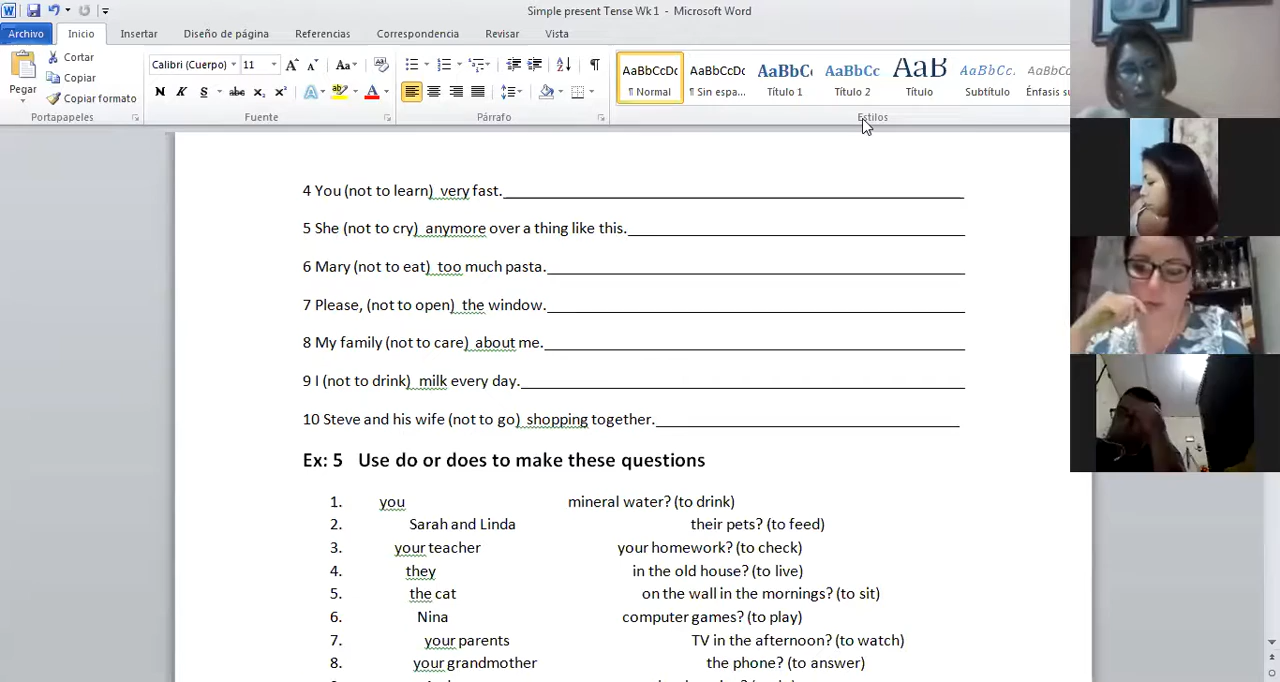 Simple present Tense Wk1 - Microsoft Word
Archivo Inicio Insertar Diseño de página Referencias Correspondencia Revisar Vista
Cortar
Copiar
Copiar formato
Pegar
Portapapeles
Calibri (Cuerpo) 11
Fuente
Párrafo
AaBbCcDc AaBbCcDc AaBbC AaBbCc AaB AaBbCc. AaBbCc
¶ Normal ¶ Sin espa... Título 1 Título 2 Título Subtítulo Énfasis su
Estilos
4 You (not to learn) very fast.
5 She (not to cry) anymore over a thing like this.
6 Mary (not to eat) too much pasta.
7 Please, (not to open) the window.
8 My family (not to care) about me.
9 I (not to drink) milk every day.
10 Steve and his wife (not to go) shopping together.
Ex: 5 Use do or does to make these questions
1. you mineral water? (to drink)
2. Sarah and Linda their pets? (to feed)
3. your teacher your homework? (to check)
4. they in the old house? (to live)
5. the cat on the wall in the mornings? (to sit)
6. Nina computer games? (to play)
7. your parents TV in the afternoon? (to watch)
8. your grandmother the phone? (to answer)